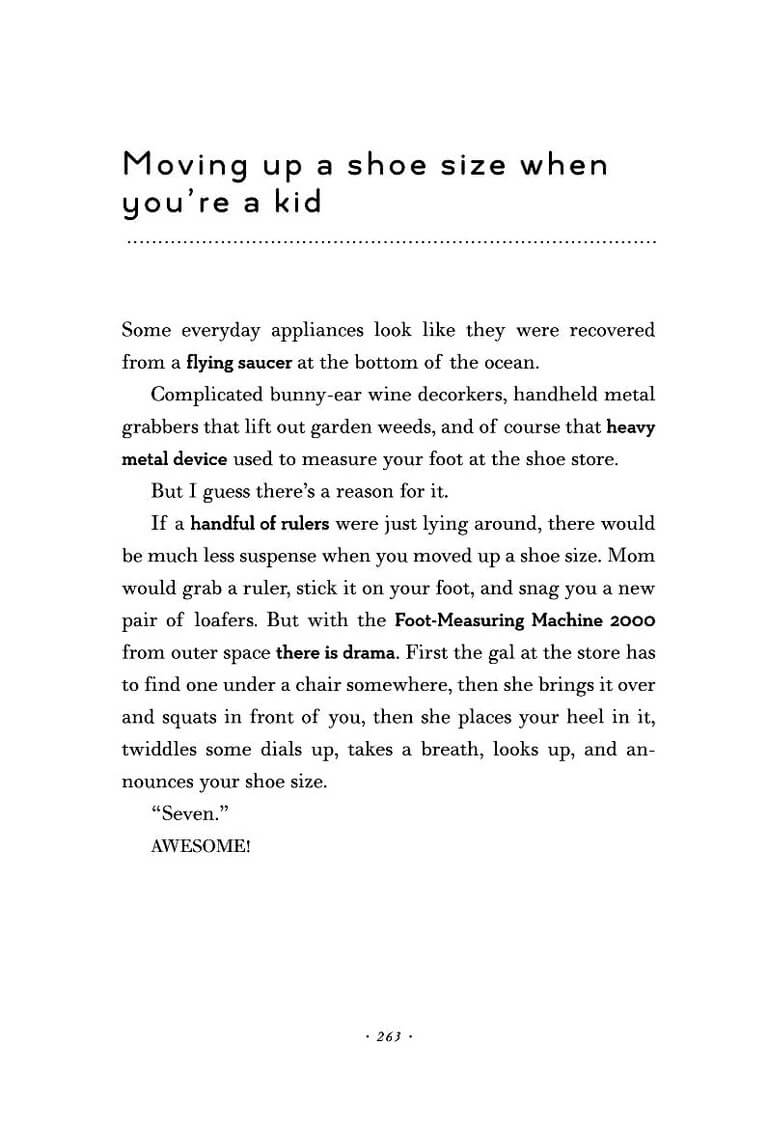 Moving up a shoe size when
you’re a kid
Some everyday appliances look like they were recovered
from a flying saucer at the bottom of the ocean.
Complicated bunny-ear wine decorkers, handheld metal
grabbers that lift out garden weeds, and of course that heavy
metal device used to measure your foot at the shoe store.
But I guess there’s a reason for it.
If a handful of rulers were just lying around, there would
be much less suspense when you moved up a shoe size. Mom
would grab a ruler, stick it on your foot, and snag you a new
pair of loafers. But with the Foot-Measuring Machine 2000
from outer space there is drama. First the gal at the store has
to find one under a chair somewhere, then she brings it over
and squats in front of you, then she places your heel in it,
twiddles some dials up, takes a breath, looks up, and an-
nounces your shoe size.
“Seven.”
AWESOME!
· 263 ·